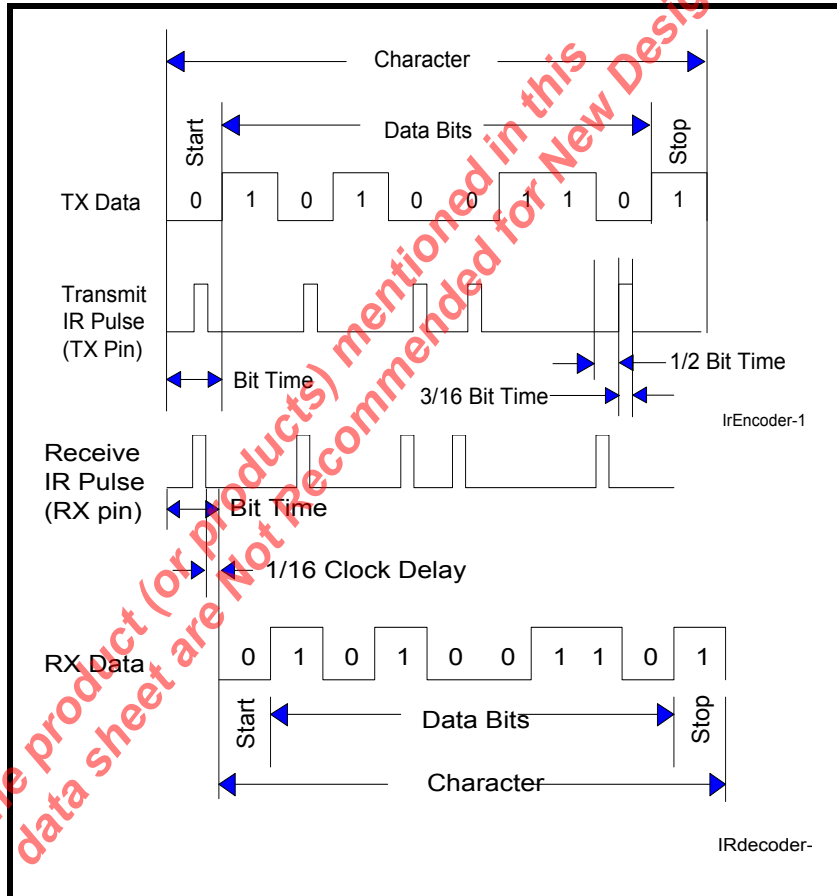 Character
Start
Data Bits
Stop
TX Data
0 1 0 1 0 0 1 1 0 1
Transmit
IR Pulse
(TX Pin)
Bit Time
1/2 Bit Time
3/16 Bit Time
IrEncoder-1
Receive
IR Pulse
(RX pin)
Bit Time
1/16 Clock Delay
RX Data
0 1 0 1 0 0 1 1 0 1
Start
Data Bits
Stop
Character
IRdecoder-
product (or products) mentioned in this
data sheet are Not Recommended for New